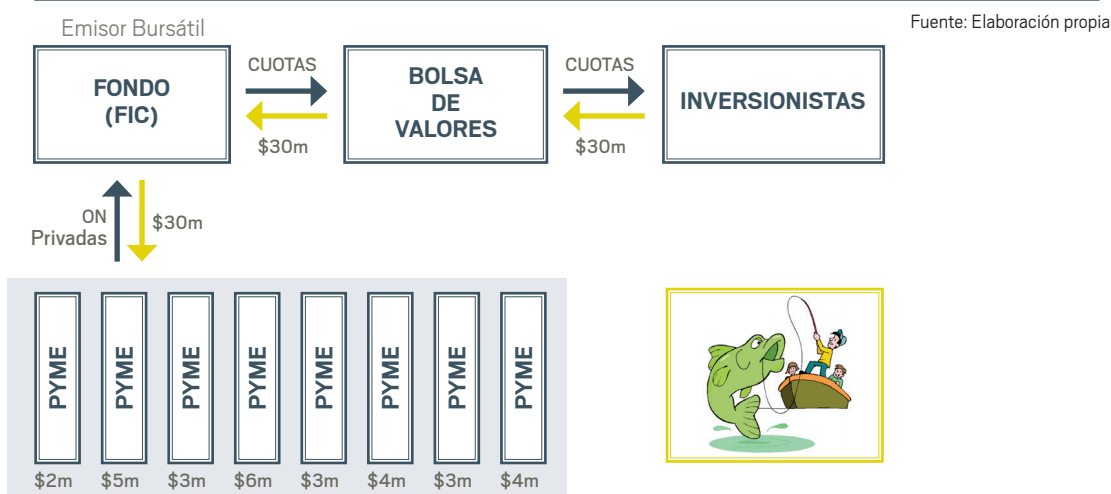 Fuente: Elaboración propia
Emisor Bursátil
FONDO
(FIC)
CUOTAS
$30m
BOLSA
DE
VALORES
CUOTAS
$30m
INVERSIONISTAS
ON
Privadas
$30m
PYME
PYME
PYME
PYME
PYME
PYME
PYME
PYME
$2m
$5m
$3m
$6m
$3m
$4m
$3m
$4m